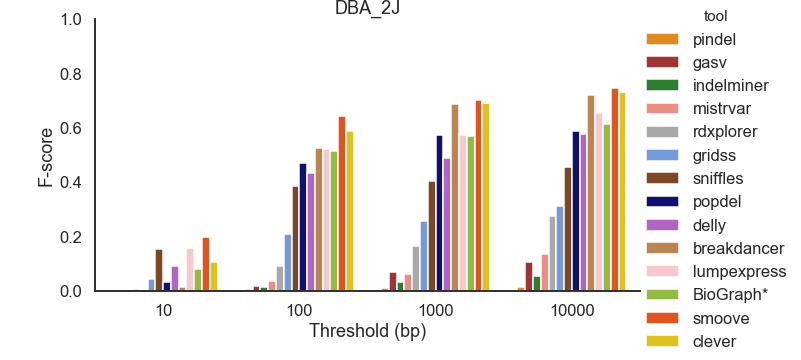 DBA_2J
F-score
1.0
0.8
0.6
0.4
0.2
0.0
10
100
1000
10000
Threshold (bp)
tool
pindel
gasv
indelminer
mistrvar
rdxplorer
gridss
sniffles
popdel
delly
breakdancer
lumpexpress
BioGraph*
smoove
clever